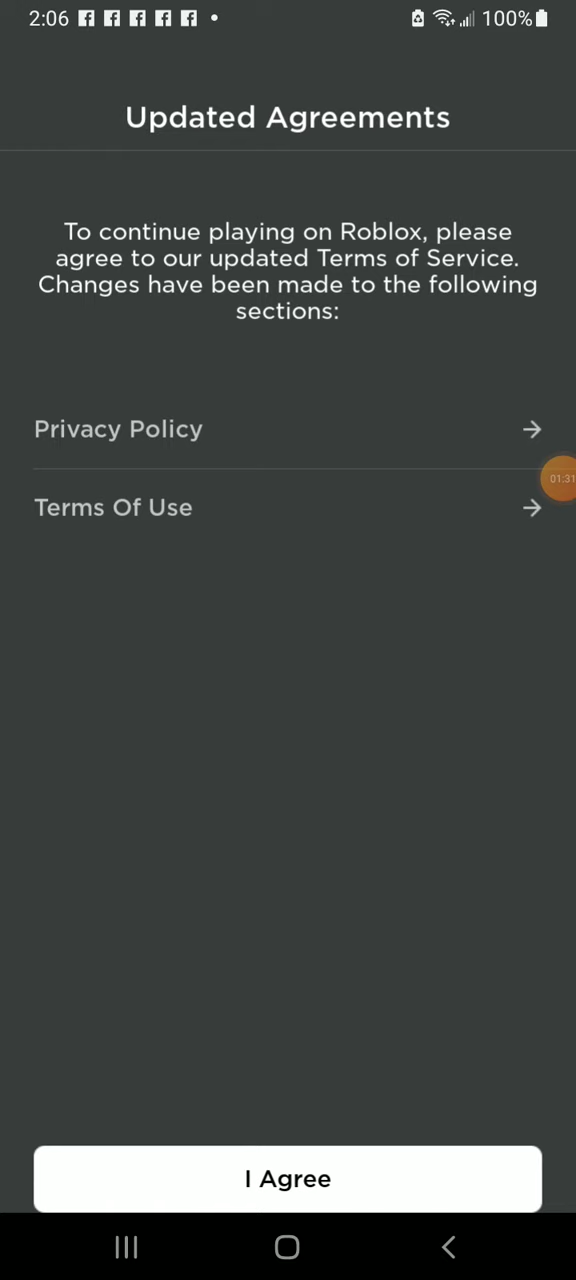 2:06 100%
Updated Agreements
To continue playing on Roblox, please
agree to our updated Terms of Service.
Changes have been made to the following
sections:
Privacy Policy
01:31
Terms Of Use
I Agree